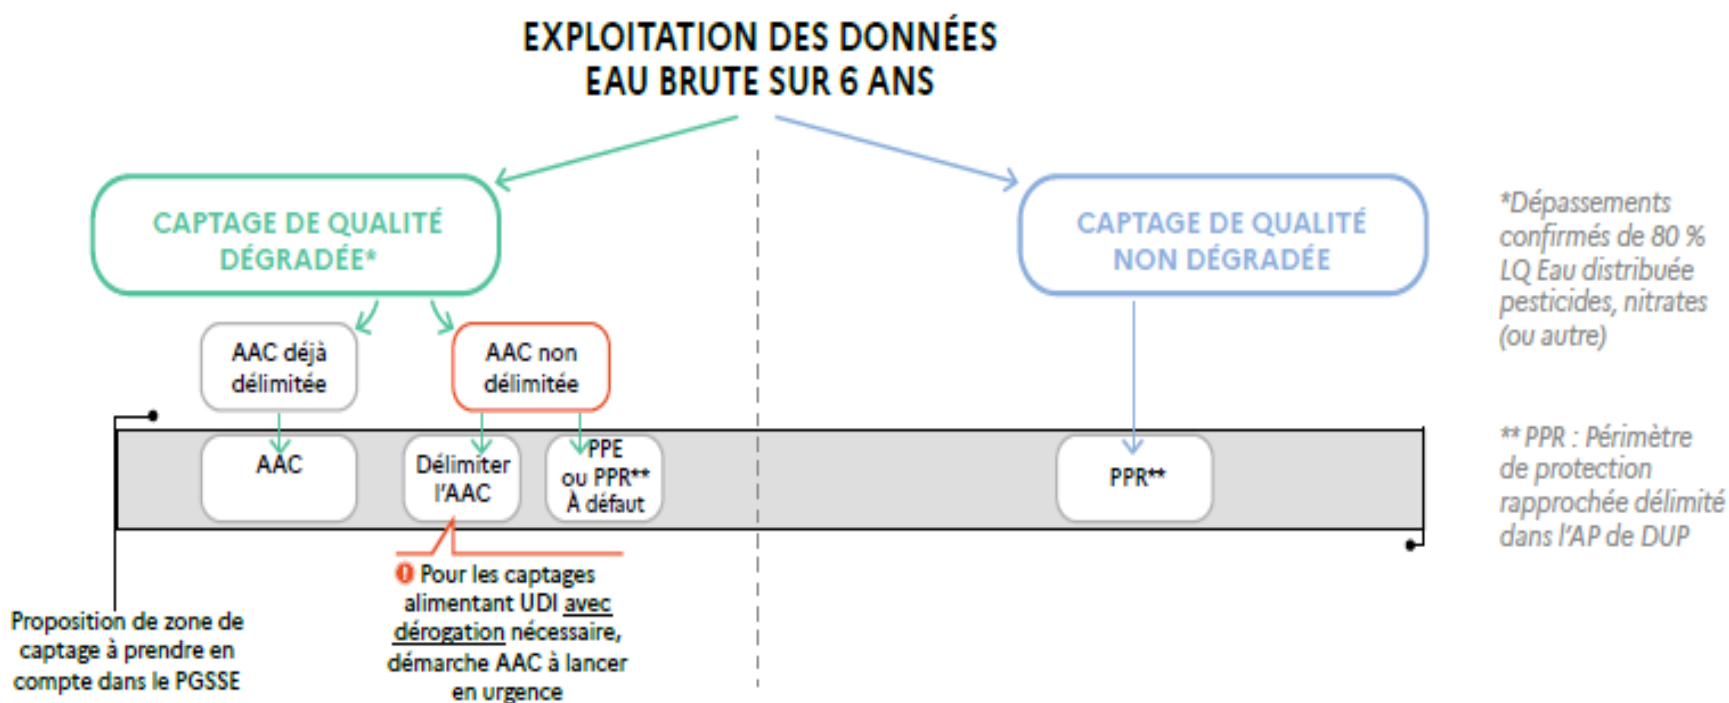 EXPLOITATION DES DONNÉES
EAU BRUTE SUR 6 ANS
CAPTAGE DE QUALITÉ
DÉGRADÉE*
CAPTAGE DE QUALITÉ
NON DÉGRADÉE
*Dépassements
confirmés de 80 %
LQ Eau distribuée
pesticides, nitrates
(ou autre)
AAC déjà
délimitée
AAC non
délimitée
AAC
Délimiter
l'AAC
PPE
ou PPR**
À défaut
PPR**
** PPR : Périmètre
de protection
rapprochée délimité
dans l'AP de DUP
Proposition de zone de
captage à prendre en
compte dans le PGSSE
! Pour les captages
alimentant UDI avec
dérogation nécessaire,
démarche AAC à lancer
en urgence